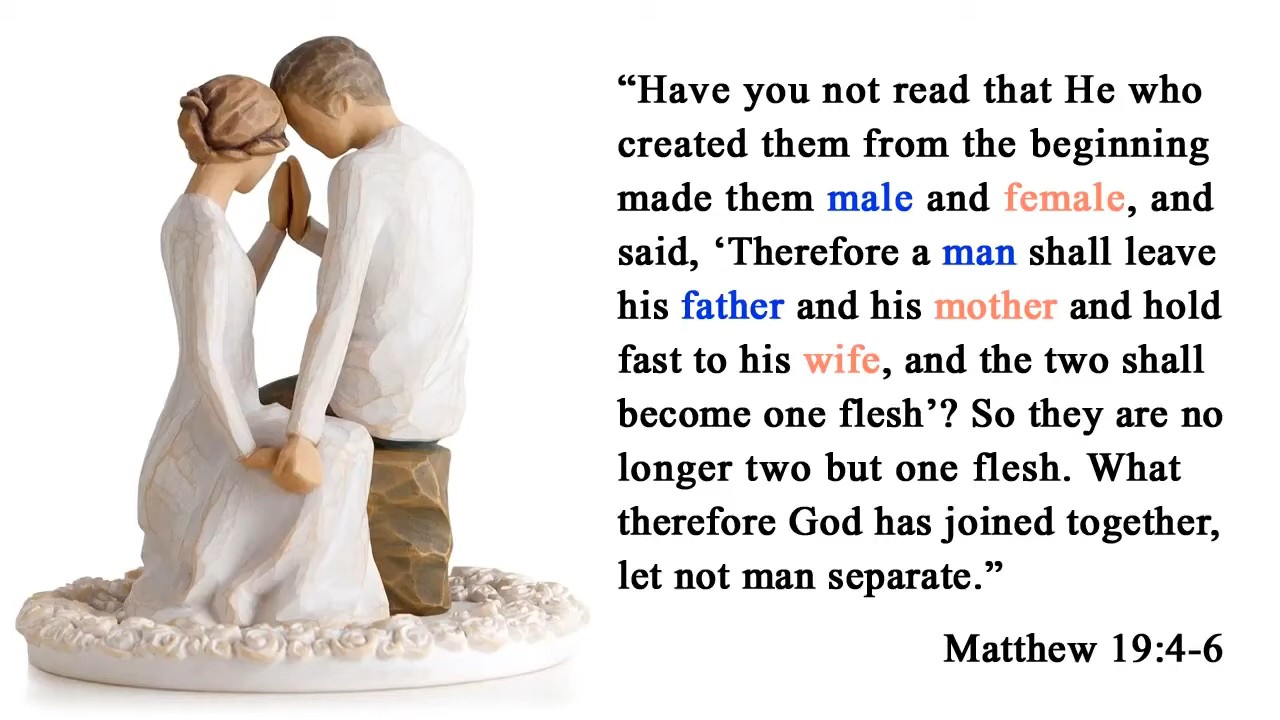 “Have you not read that He who
created them from the beginning
made them male and female, and
said, ‘Therefore a man shall leave
his father and his mother and hold
fast to his wife, and the two shall
become one flesh’? So they are no
longer two but one flesh. What
therefore God has joined together,
let not man separate.”
Matthew 19:4-6